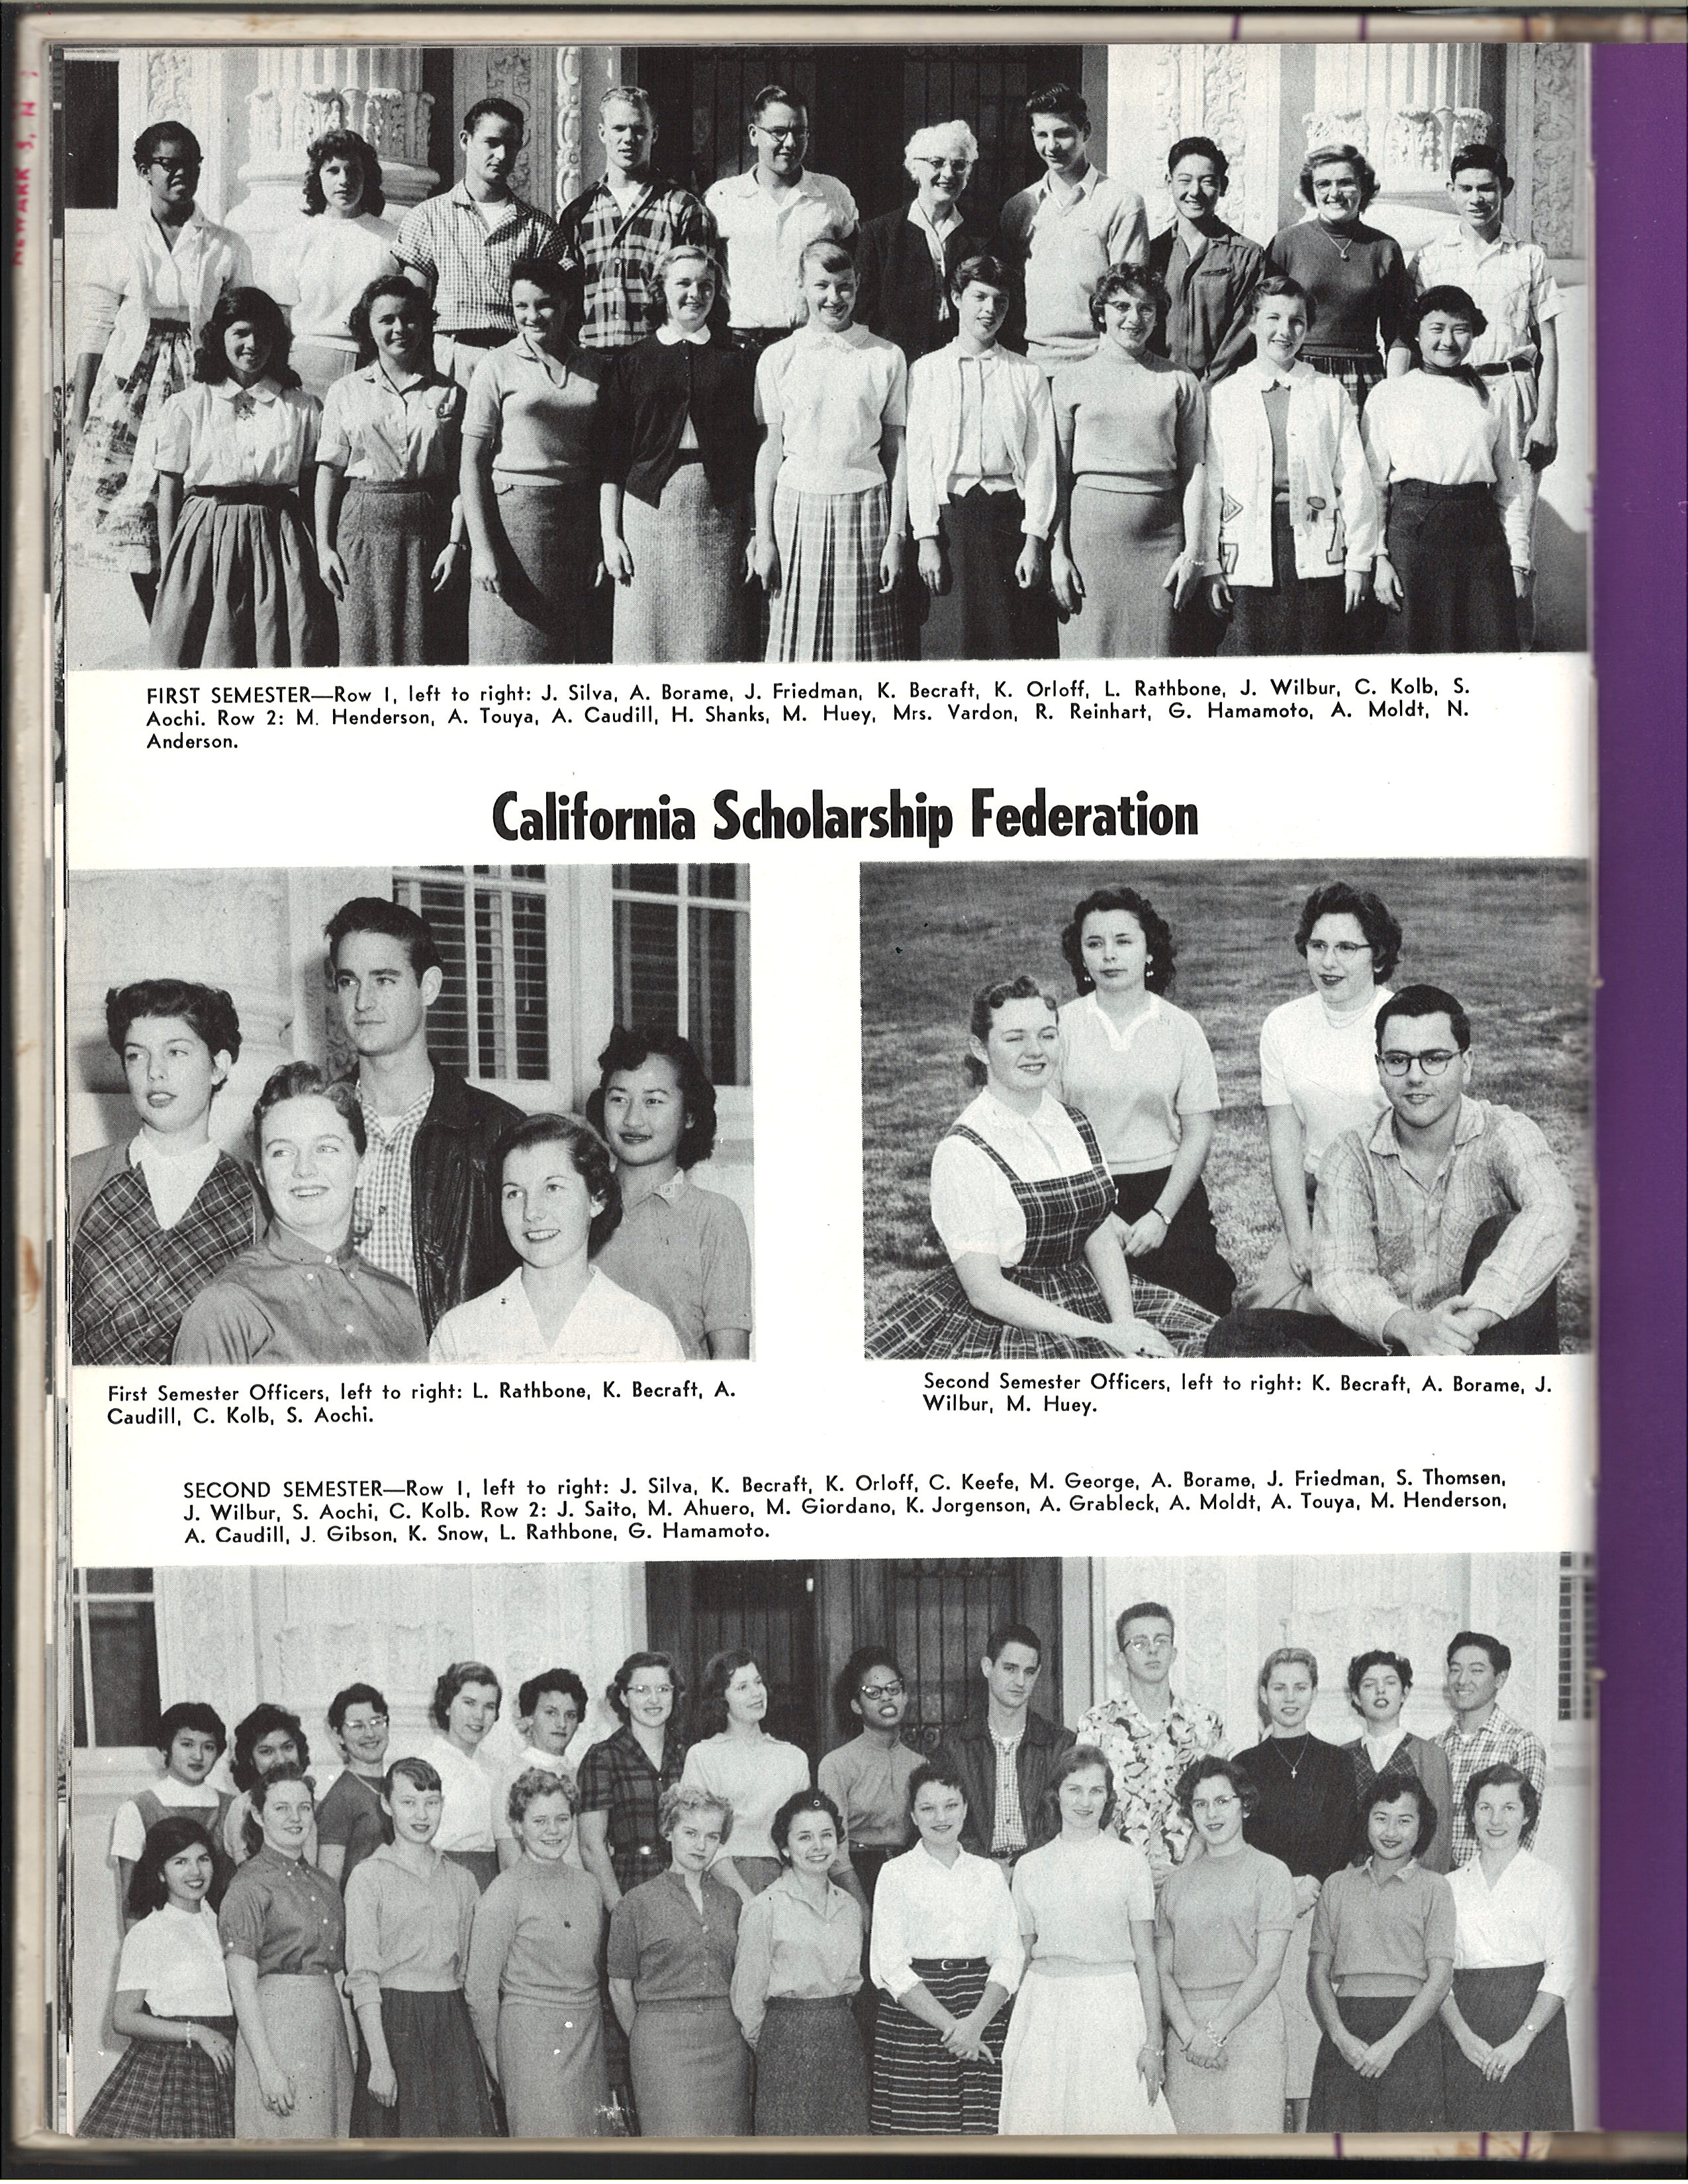 NEWARK S, N
FIRST SEMESTER—Row 1, left to right: J. Silva, A. Borame, J. Friedman, K. Becraft, K. Orloff, L. Rathbone, J. Wilbur, C. Kolb, S.
Aochi. Row 2: M. Henderson, A. Touya, A. Caudill, H. Shanks, M. Huey, Mrs. Vardon, R. Reinhart, G. Hamamoto, A. Moldt, N.
Anderson.
California Scholarship Federation
First Semester Officers, left to right: L. Rathbone, K. Becraft, A.
Caudill, C. Kolb, S. Aochi.
Second Semester Officers, left to right: K. Becraft, A. Borame, J.
Wilbur, M. Huey.
SECOND SEMESTER—Row 1, left to right: J. Silva, K. Becraft, K. Orloff, C. Keefe, M. George, A. Borame, J. Friedman, S. Thomsen,
J. Wilbur, S. Aochi, C. Kolb. Row 2: J. Saito, M. Ahuero, M. Giordano, K. Jorgenson, A. Grableck, A. Moldt, A. Touya, M. Henderson,
A. Caudill, J. Gibson, K. Snow, L. Rathbone, G. Hamamoto.